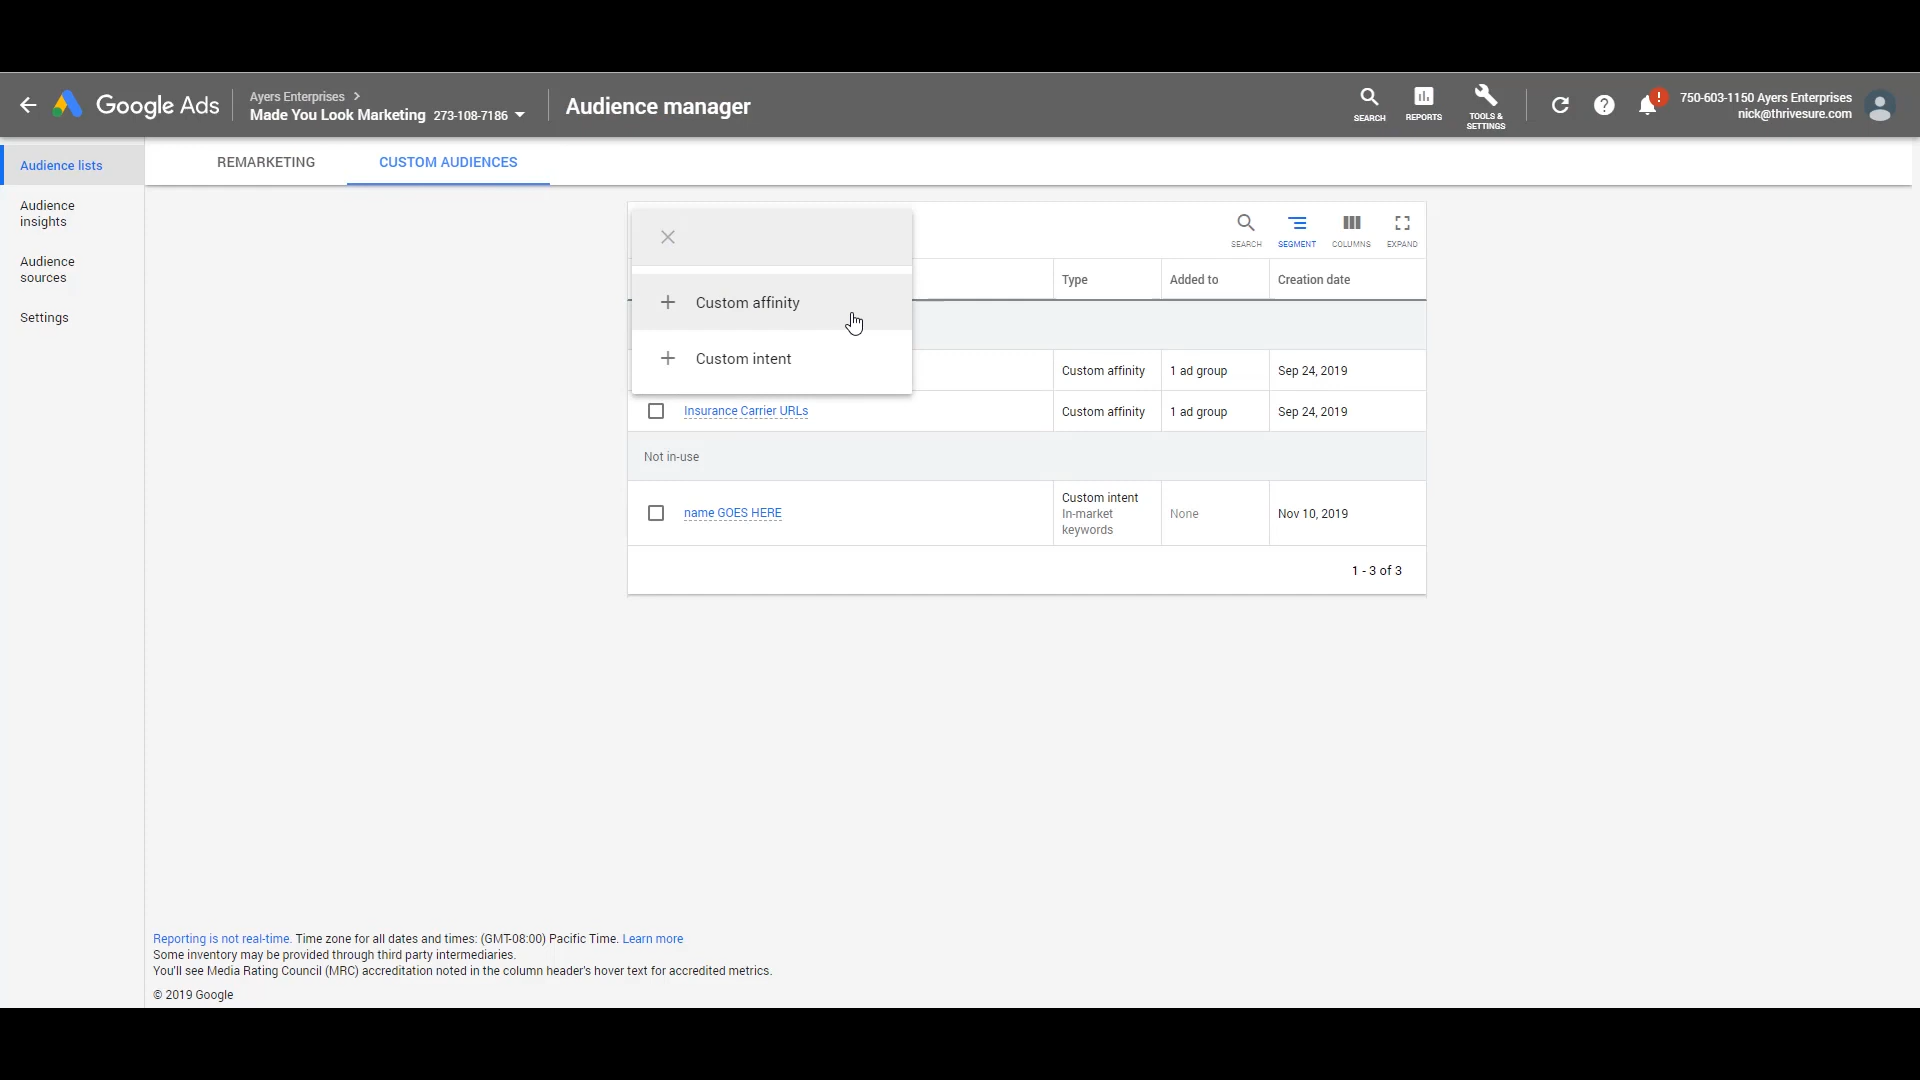 Google Ads
Ayers Enterprises
Made You Look Marketing 273-108-7186
Audience manager
SEARCH
REPORTS
TOOLS &
SETTINGS
!
750-603-1150 Ayers Enterprises
nick@thrivesure.com
Audience lists
Audience
insights
Audience
sources
Settings
REMARKETING
CUSTOM AUDIENCES
SEARCH
SEGMENT
COLUMNS
EXPAND
Type
Added to
Creation date
Custom affinity
Custom intent
Custom affinity
1 ad group
Sep 24, 2019
Insurance Carrier URLs
Custom affinity
1 ad group
Sep 24, 2019
Not in-use
name GOES HERE
Custom intent
In-market
keywords
None
Nov 10, 2019
1 - 3 of 3
Reporting is not real-time. Time zone for all dates and times: (GMT-08:00) Pacific Time. Learn more
Some inventory may be provided through third party intermediaries.
You'll see Media Rating Council (MRC) accreditation noted in the column header's hover text for accredited metrics.
© 2019 Google